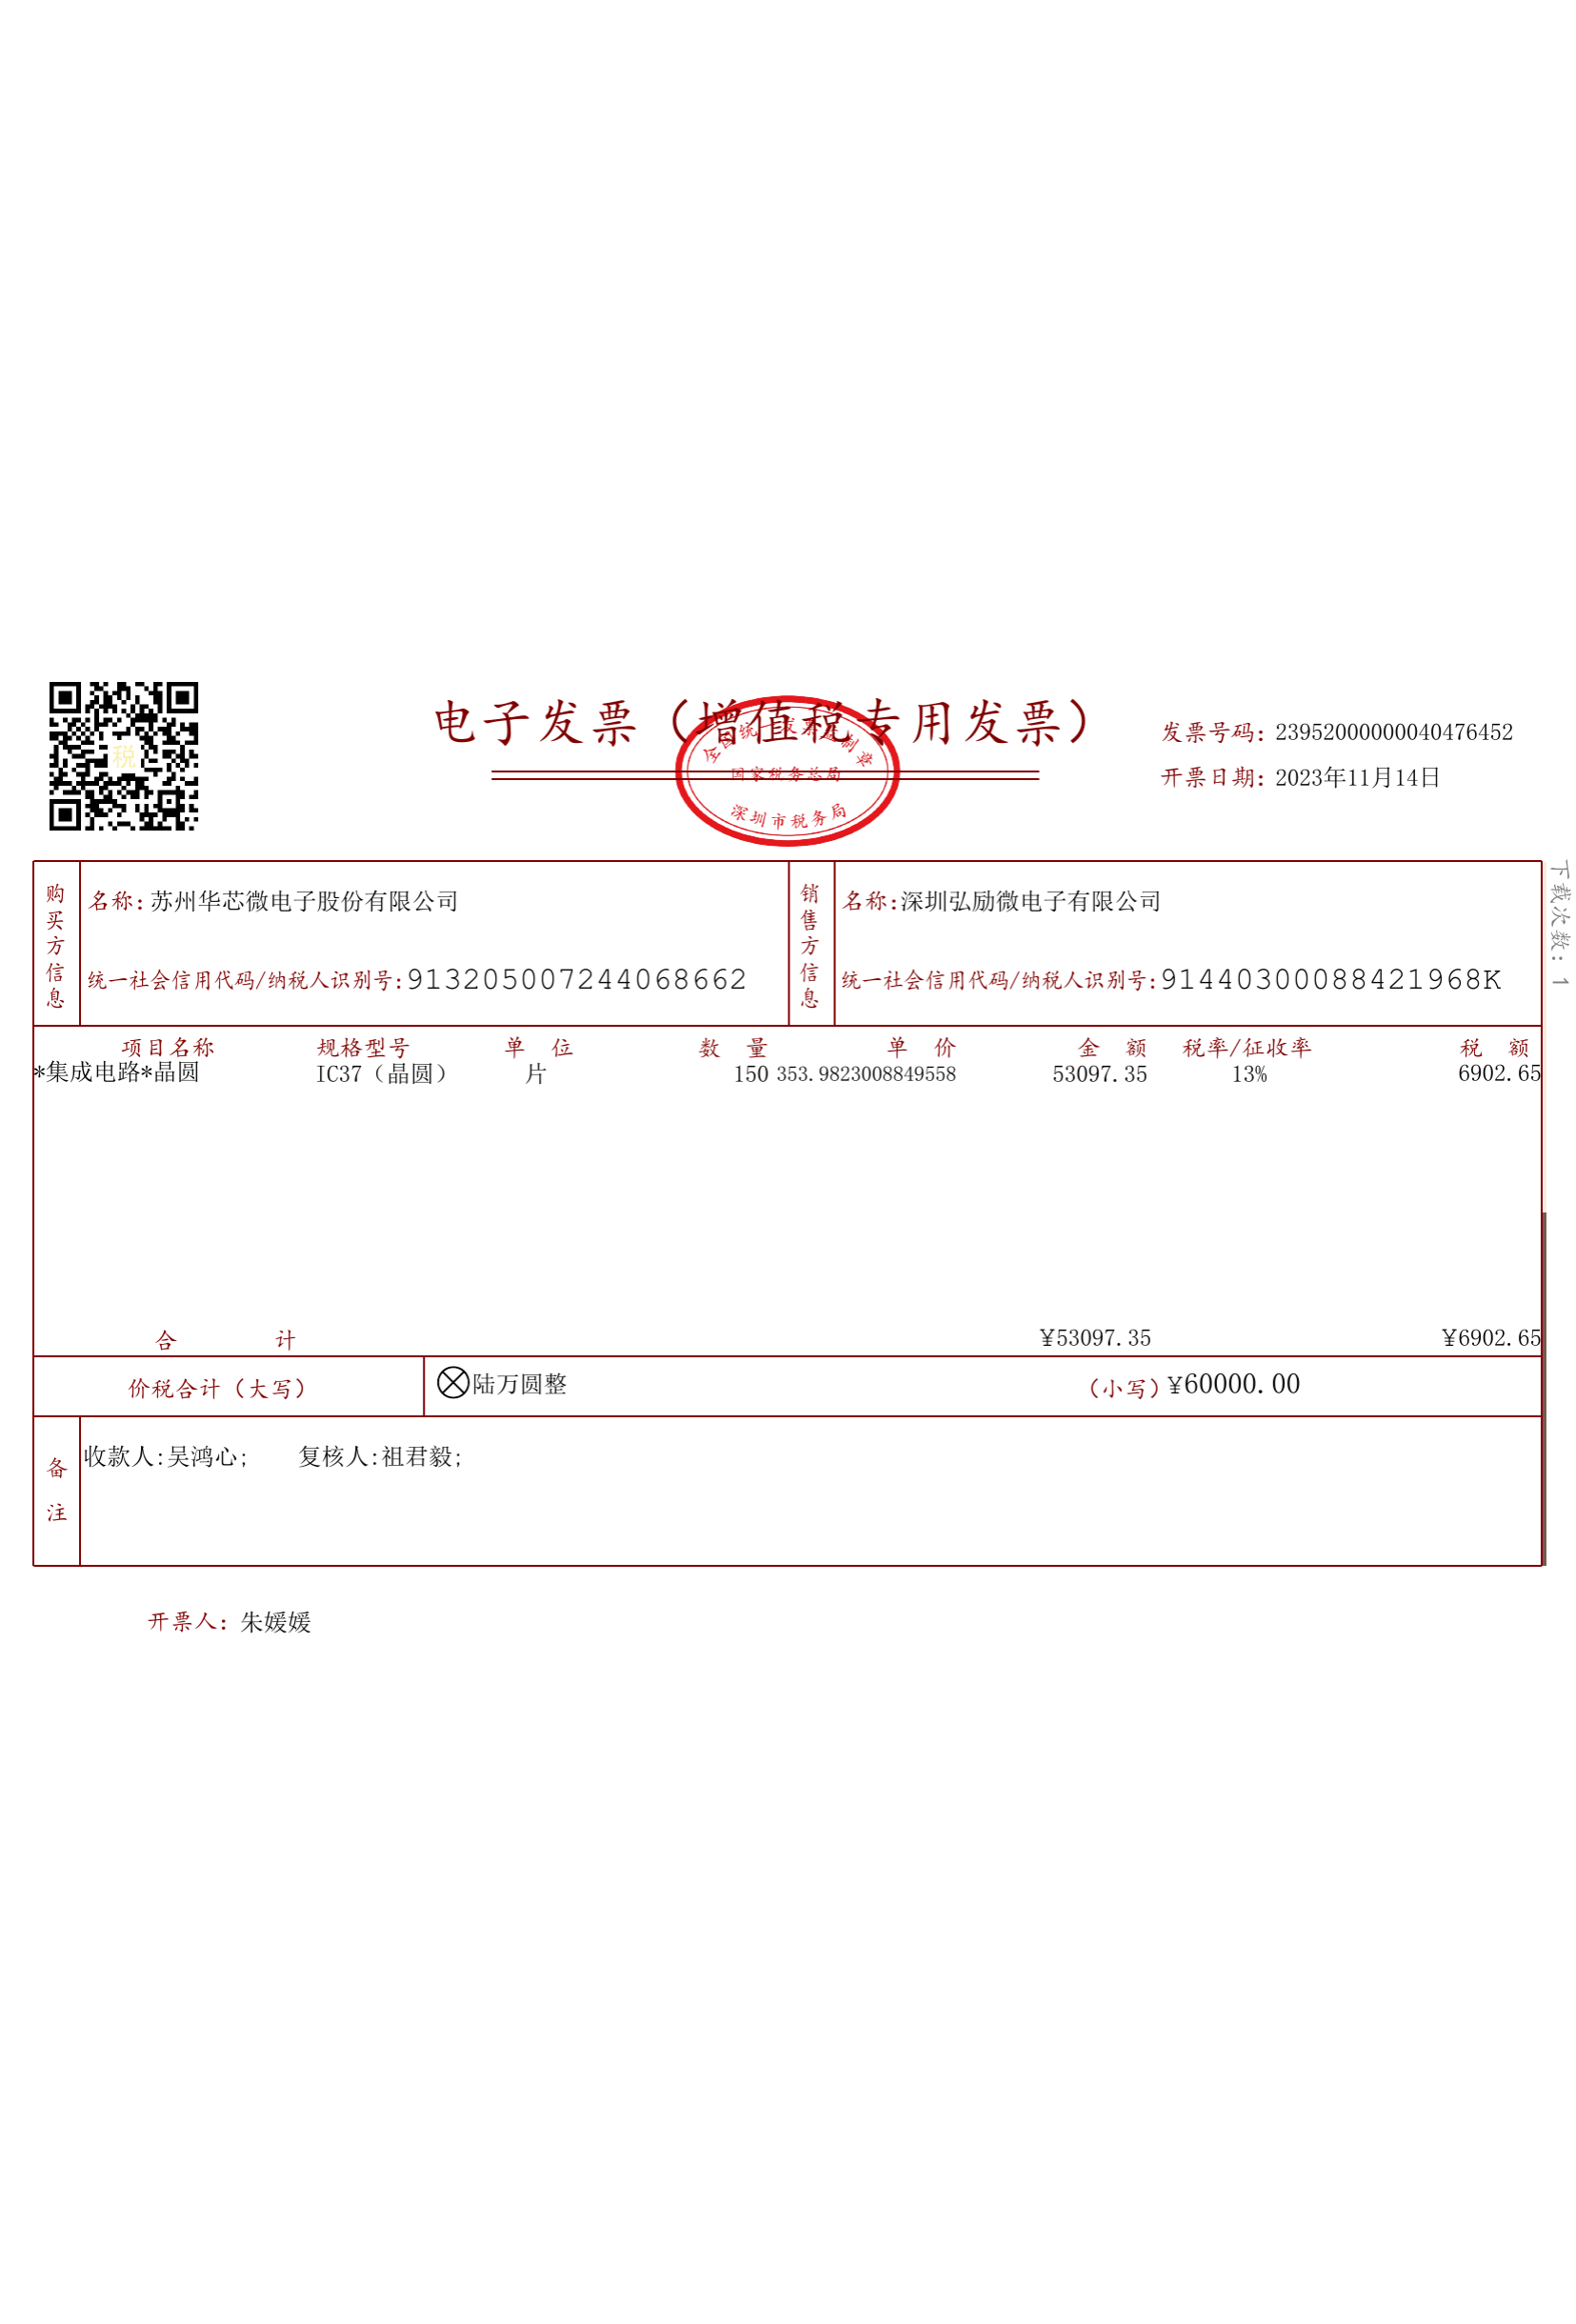 电子发票（增值税专用发票）
全国统一发票监制章
国家税务总局
深圳市税务局
税
发票号码: 23952000000040476452
开票日期: 2023年11月14日
下载次数: 1
购买方信息
名称: 苏州华芯微电子股份有限公司
统一社会信用代码/纳税人识别号: 913205007244068662
销售方信息
名称: 深圳弘励微电子有限公司
统一社会信用代码/纳税人识别号: 91440300088421968K
项目名称 规格型号 单 位 数 量 单 价 金 额 税率/征收率 税 额
*集成电路*晶圆 IC37（晶圆） 片 150 353.9823008849558 53097.35 13% 6902.65
合 计 ¥53097.35 ¥6902.65
价税合计（大写） 陆万圆整 （小写）¥60000.00
备注
收款人:吴鸿心; 复核人:祖君毅;
开票人: 朱媛媛